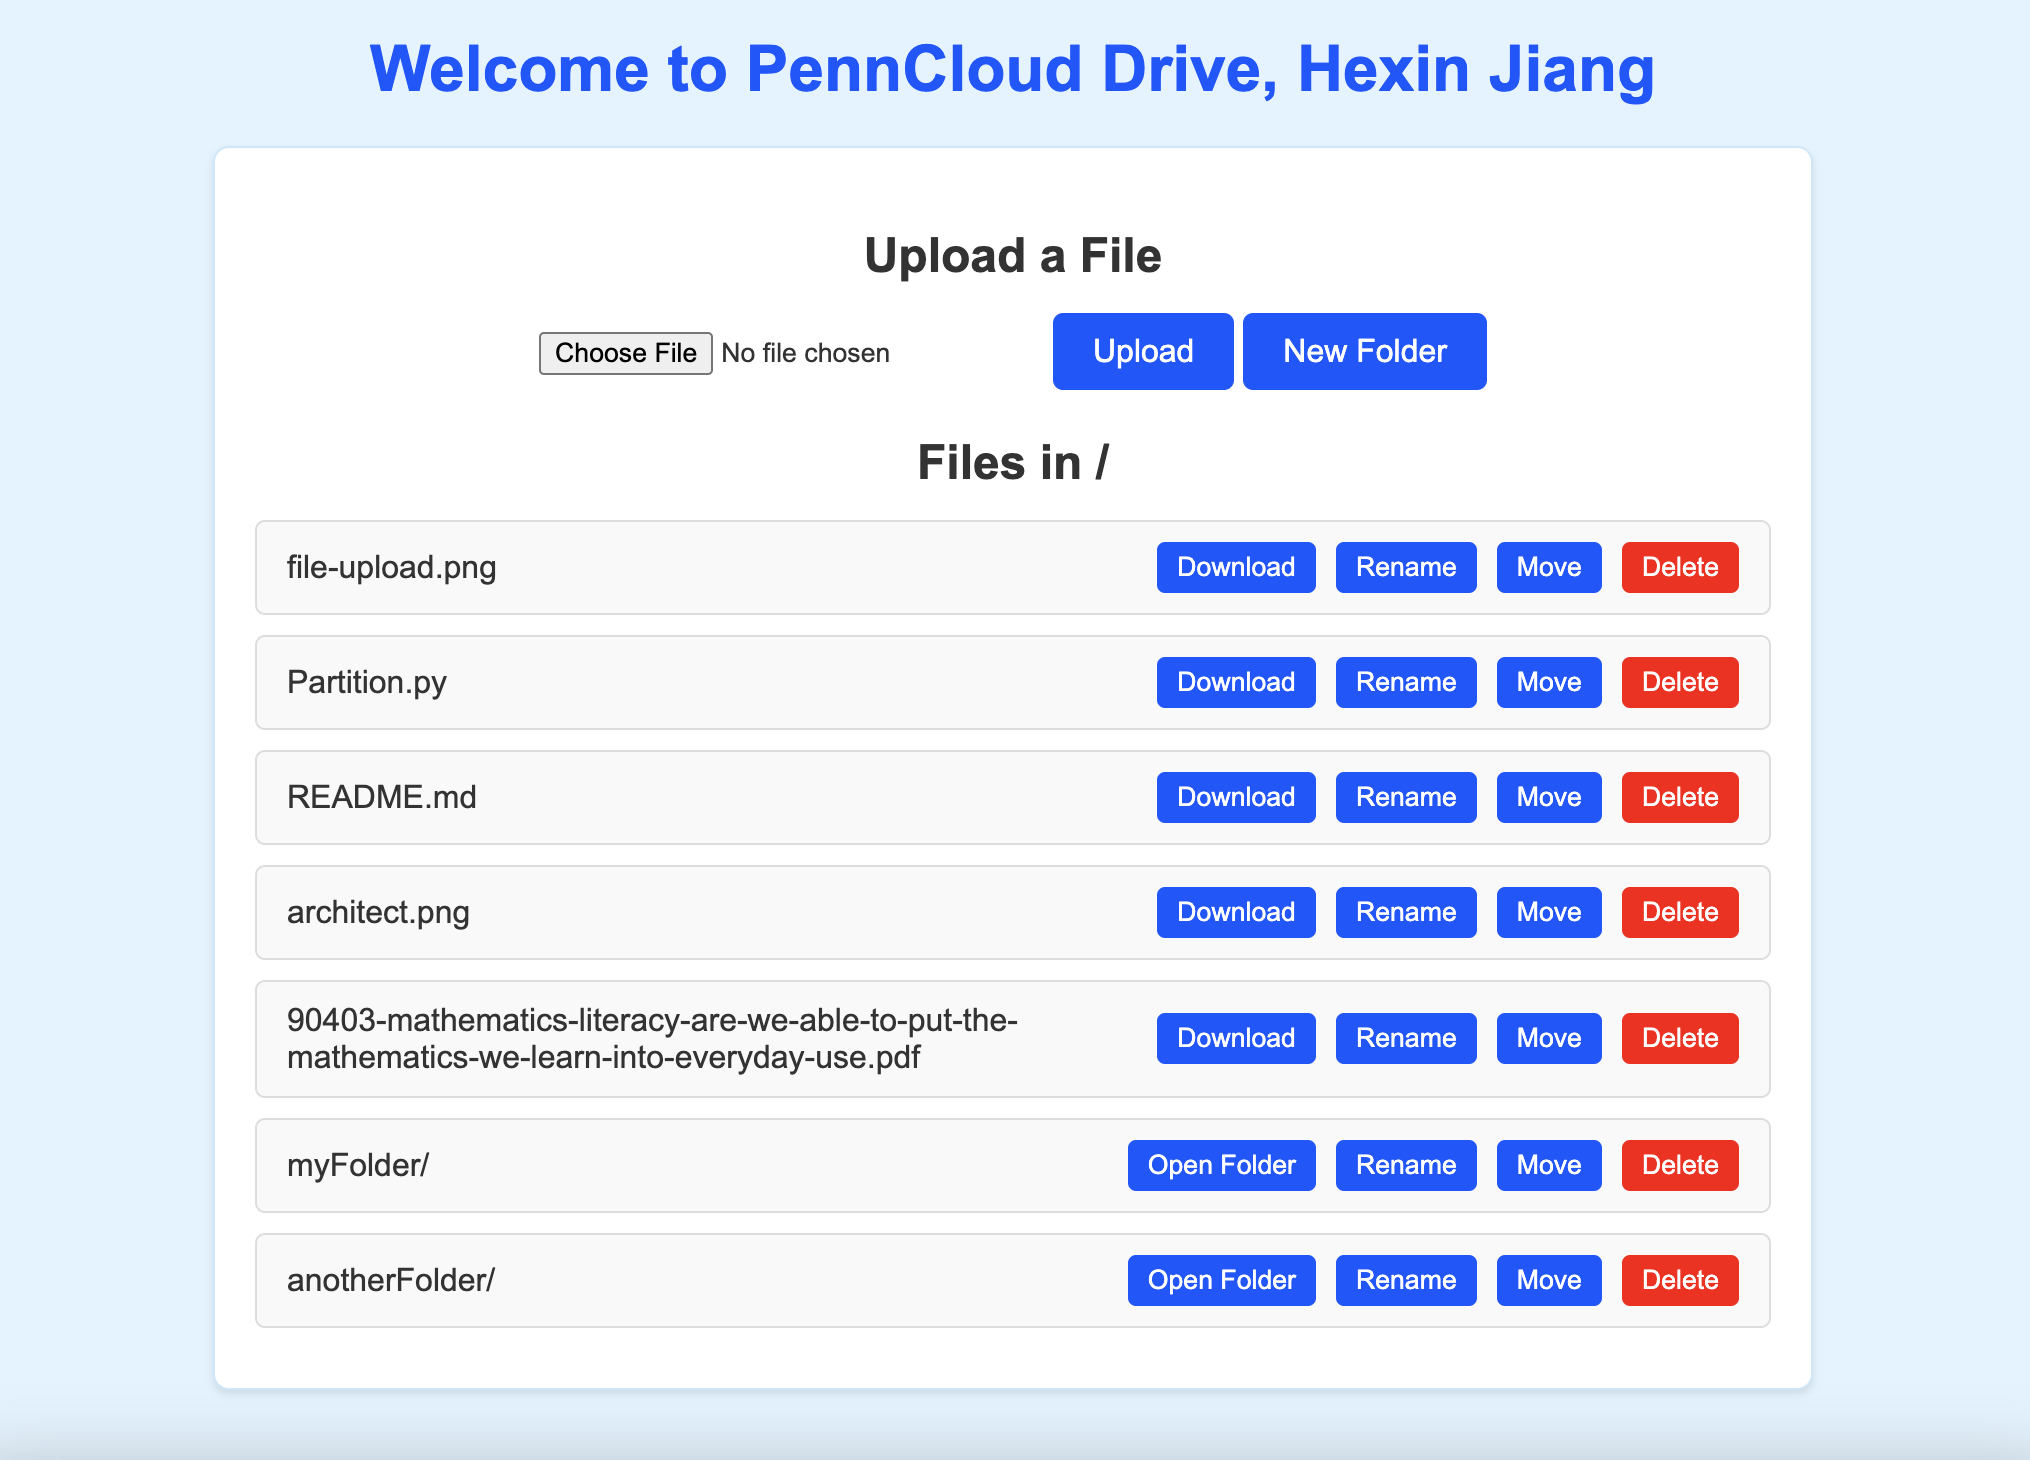 Welcome to PennCloud Drive, Hexin Jiang
Upload a File
Choose File No file chosen Upload New Folder
Files in /
file-upload.png Download Rename Move Delete
Partition.py Download Rename Move Delete
README.md Download Rename Move Delete
architect.png Download Rename Move Delete
90403-mathematics-literacy-are-we-able-to-put-the-
mathematics-we-learn-into-everyday-use.pdf Download Rename Move Delete
myFolder/ Open Folder Rename Move Delete
anotherFolder/ Open Folder Rename Move Delete